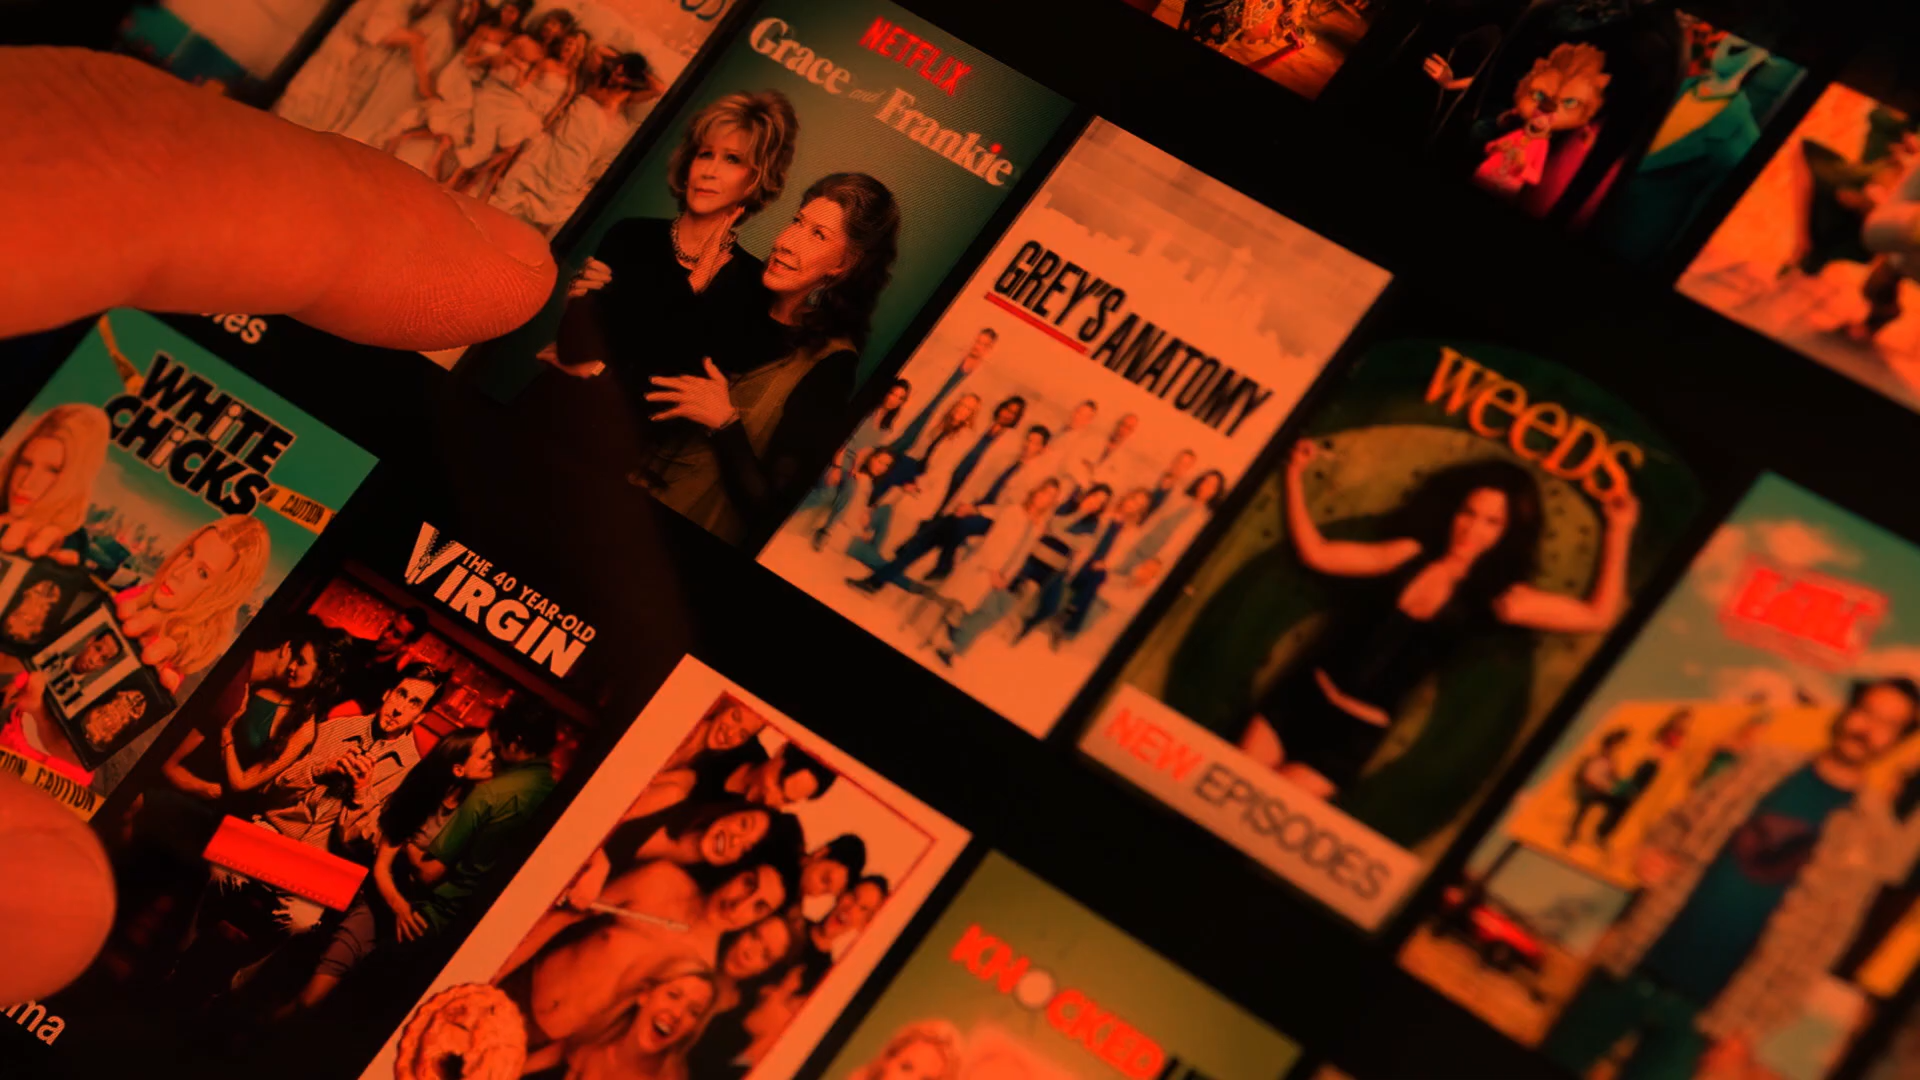 NETFLIX
Grace and Frankie
GREY'S ANATOMY
WEEDS
NEW EPISODES
WHiTE
CHiCKS
CAUTION
FBI
CAUTION
THE 40 YEAR-OLD
VIRGIN
KNOCKED